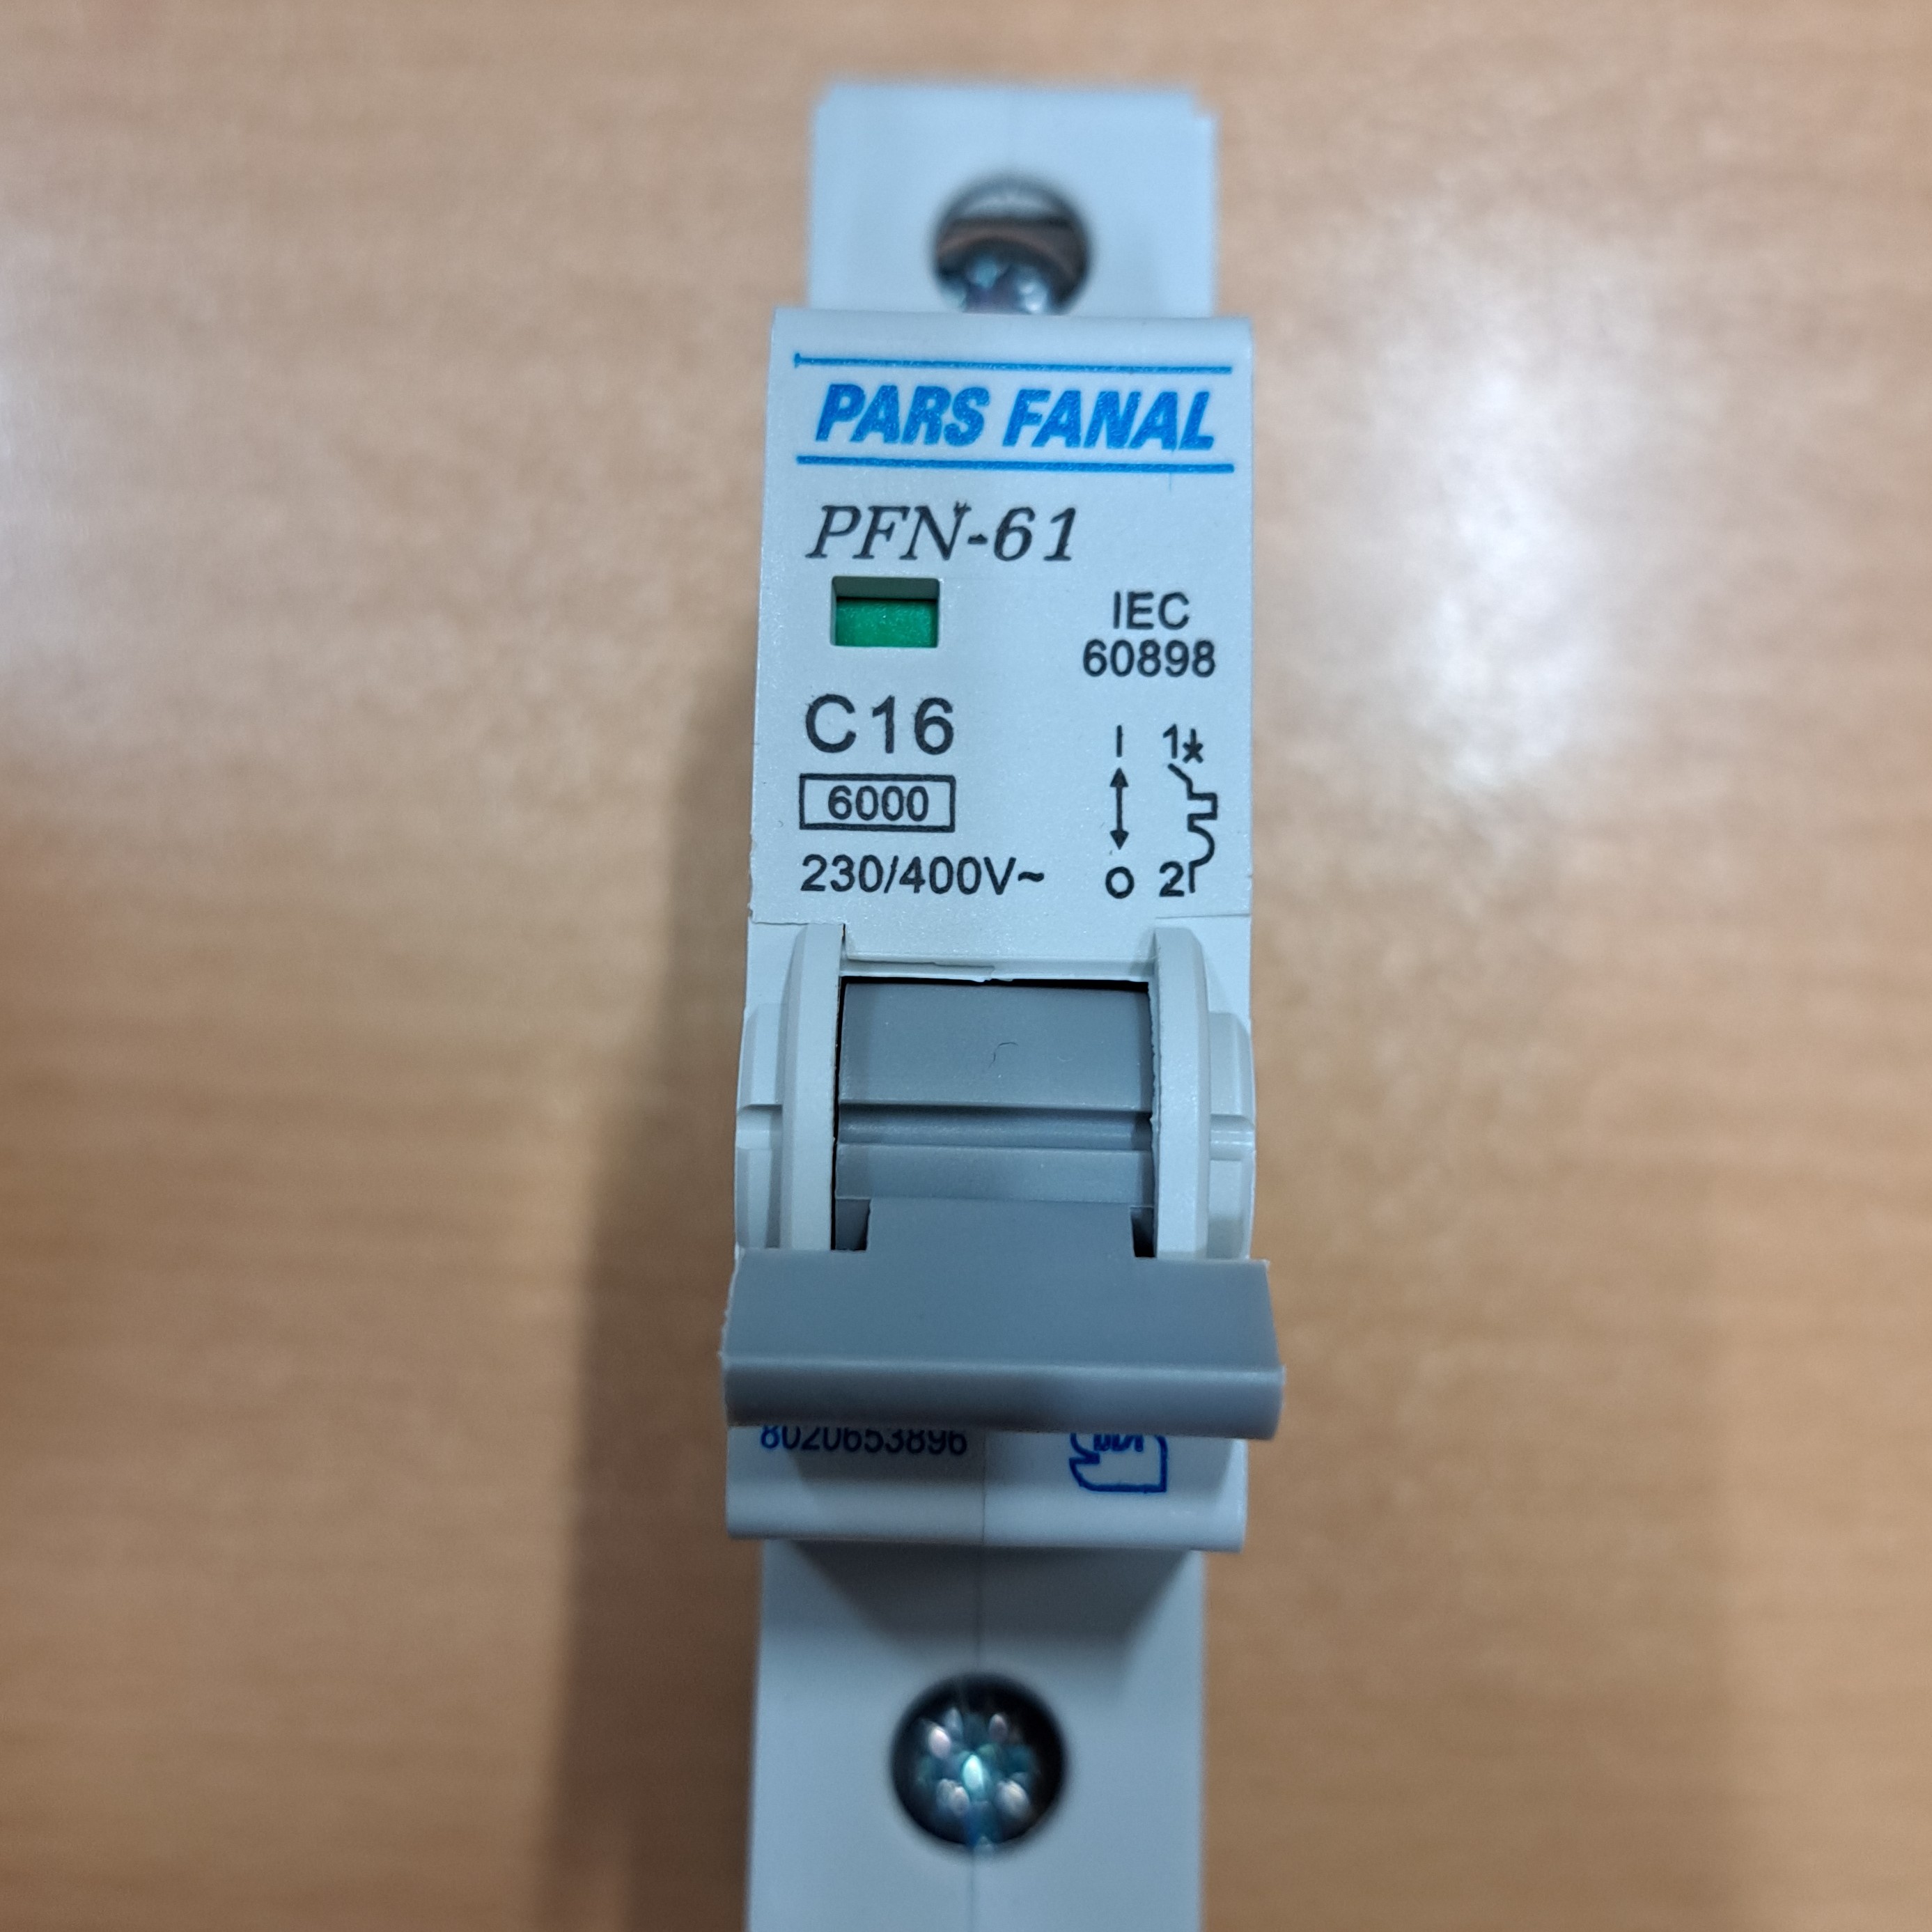 PARS FANAL
PFN-61
IEC
60898
C16
6000
230/400V~
I 1
O 2
8020653896